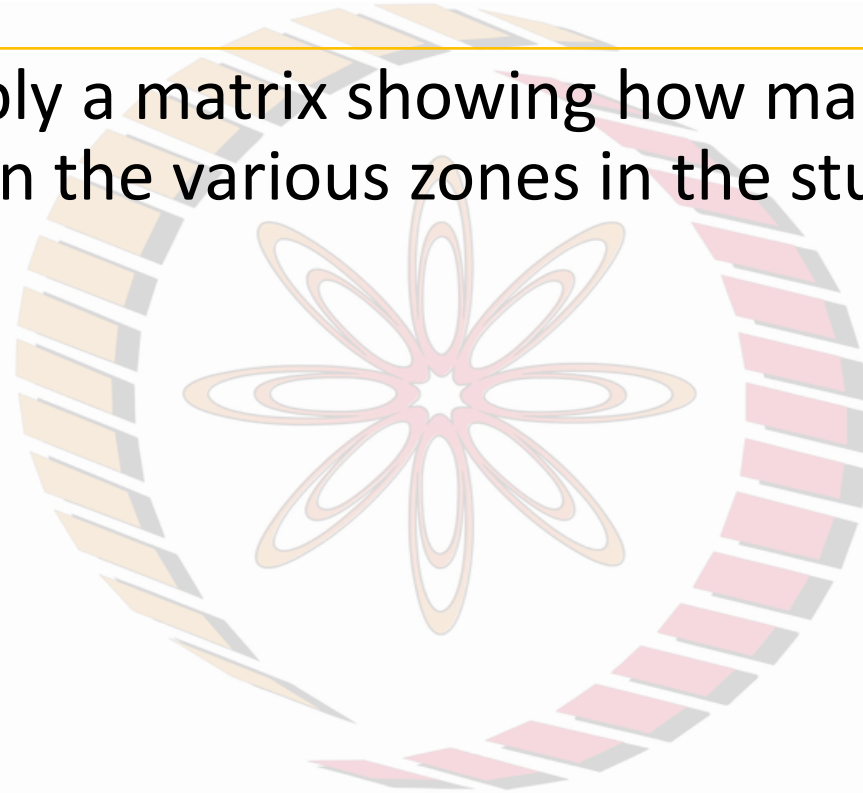 ply a matrix showing how ma
n the various zones in the stu